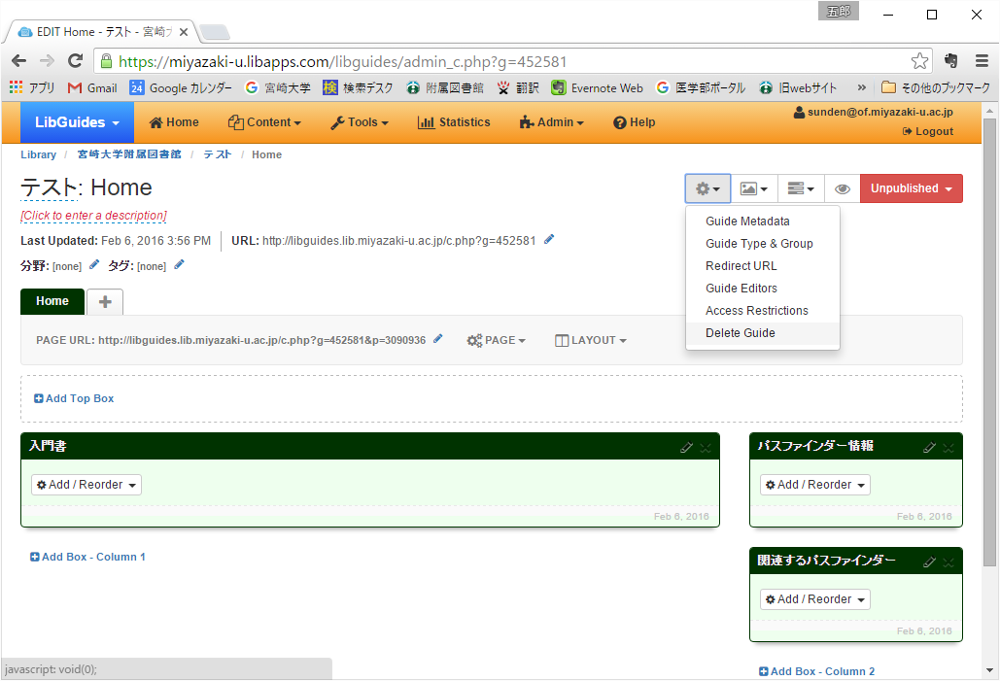 五郎
EDIT Home - テスト - 宮崎大
https://miyazaki-u.libapps.com/libguides/admin_c.php?g=452581
アプリ Gmail 24 Google カレンダー 宮崎大学 検 検索デスク 附属図書館 翻訳 Evernote Web 医学部ポータル 旧webサイト » その他のブックマーク
LibGuides Home Content Tools Statistics Admin Help
sunden@of.miyazaki-u.ac.jp
Logout
Library / 宮崎大学附属図書館 / テスト / Home
テスト: Home
Unpublished
[Click to enter a description]
Last Updated: Feb 6, 2016 3:56 PM URL: http://libguides.lib.miyazaki-u.ac.jp/c.php?g=452581
分野: [none] タグ: [none]
Guide Metadata
Guide Type & Group
Redirect URL
Guide Editors
Access Restrictions
Delete Guide
Home +
PAGE URL: http://libguides.lib.miyazaki-u.ac.jp/c.php?g=452581&p=3090936 PAGE LAYOUT
Add Top Box
入門書
Add / Reorder
Feb 6, 2016
Add Box - Column 1
パスファインダー情報
Add / Reorder
Feb 6, 2016
関連するパスファインダー
Add / Reorder
Feb 6, 2016
Add Box - Column 2
javascript: void(0);